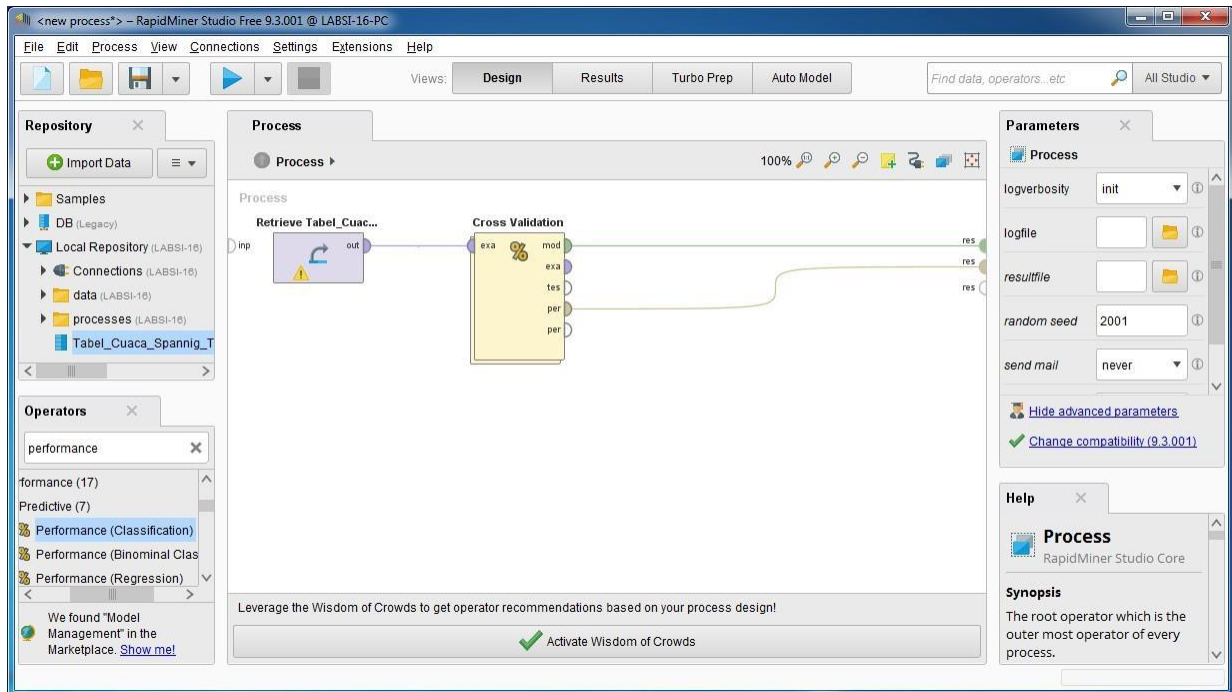 <new process*> – RapidMiner Studio Free 9.3.001 @ LABSI-16-PC
File Edit Process View Connections Settings Extensions Help
Views: Design Results Turbo Prep Auto Model Find data, operators...etc All Studio
Repository
Import Data
Samples
DB (Legacy)
Local Repository (LABSI-16)
Connections (LABSI-16)
data (LABSI-16)
processes (LABSI-16)
Tabel_Cuaca_Spannig_T
Operators
performance
formance (17)
Predictive (7)
Performance (Classification)
Performance (Binominal Clas
Performance (Regression)
We found "Model
Management" in the
Marketplace. Show me!
Process
Process
100%
Process
Retrieve Tabel_Cuac...
inp
out
Cross Validation
exa
mod
exa
tes
per
per
res
res
res
Leverage the Wisdom of Crowds to get operator recommendations based on your process design!
Activate Wisdom of Crowds
Parameters
Process
logverbosity init
logfile
resultfile
random seed 2001
send mail never
Hide advanced parameters
Change compatibility (9.3.001)
Help
Process
RapidMiner Studio Core
Synopsis
The root operator which is the
outer most operator of every
process.